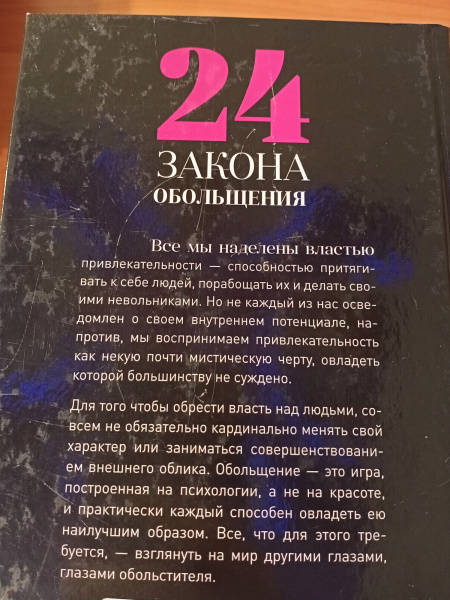 24
ЗАКОНА
ОБОЛЬЩЕНИЯ
Все мы наделены властью
привлекательности — способностью притяги-
вать к себе людей, порабощать их и делать сво-
ими невольниками. Но не каждый из нас осве-
домлен о своем внутреннем потенциале, на-
против, мы воспринимаем привлекательность
как некую почти мистическую черту, овладеть
которой большинству не суждено.
Для того чтобы обрести власть над людьми, со-
всем не обязательно кардинально менять свой
характер или заниматься совершенствовани-
ем внешнего облика. Обольщение — это игра,
построенная на психологии, а не на красоте,
и практически каждый способен овладеть ею
наилучшим образом. Все, что для этого тре-
буется, — взглянуть на мир другими глазами,
глазами обольстителя.